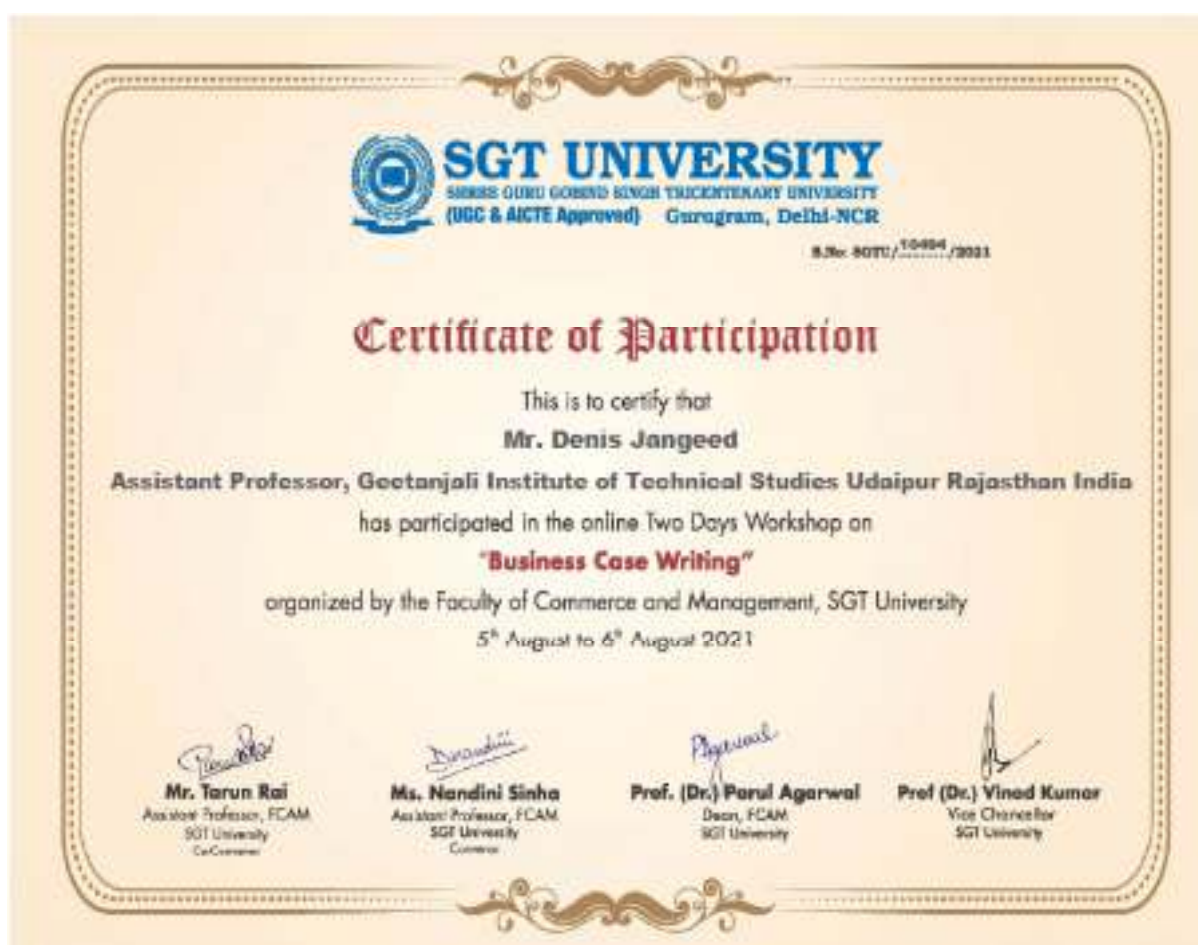 SGT UNIVERSITY
SHREE GURU GOBIND SINGH TRICENTENARY UNIVERSITY
(UGC & AICTE Approved) Gurugram, Delhi-NCR
S.No: SGTU/ /2021
Certificate of Participation
This is to certify that
Mr. Denis Jangeed
Assistant Professor, Geetanjali Institute of Technical Studies Udaipur Rajasthan India
has participated in the online Two Days Workshop on
"Business Case Writing"
organized by the Faculty of Commerce and Management, SGT University
5th August to 6th August 2021
Mr. Tarun Rai
Assistant Professor, FCAM
SGT University
Co-Convenor
Ms. Nandini Sinha
Assistant Professor, FCAM
SGT University
Convenor
Prof. (Dr.) Parul Agarwal
Dean, FCAM
SGT University
Prof (Dr.) Vinod Kumar
Vice Chancellor
SGT University